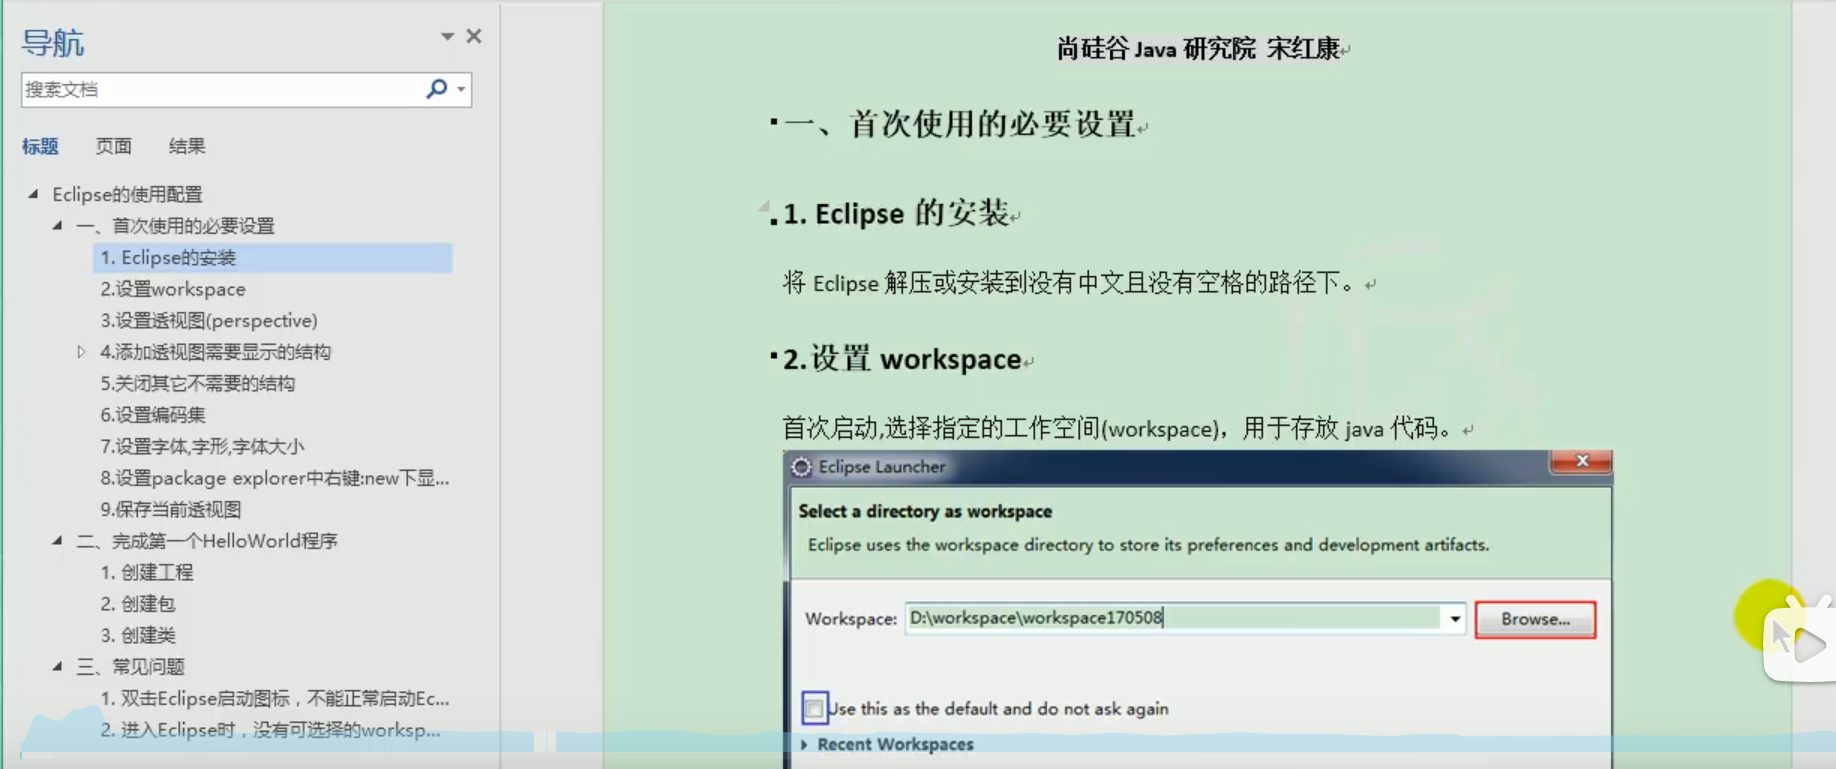 导航
搜索文档
标题 页面 结果
Eclipse的使用配置
一、首次使用的必要设置
1. Eclipse的安装
2.设置workspace
3.设置透视图(perspective)
4.添加透视图需要显示的结构
5.关闭其它不需要的结构
6.设置编码集
7.设置字体,字形,字体大小
8.设置package explorer中右键:new下显...
9.保存当前透视图
二、完成第一个HelloWorld程序
1. 创建工程
2. 创建包
3. 创建类
三、常见问题
1. 双击Eclipse启动图标，不能正常启动Ec...
2. 进入Eclipse时，没有可选择的worksp...
尚硅谷 Java 研究院 宋红康
一、首次使用的必要设置
1. Eclipse 的安装
将 Eclipse 解压或安装到没有中文且没有空格的路径下。
2.设置 workspace
首次启动,选择指定的工作空间(workspace)，用于存放 java 代码。
Eclipse Launcher
Select a directory as workspace
Eclipse uses the workspace directory to store its preferences and development artifacts.
Workspace: D:\workspace\workspace170508 Browse...
Use this as the default and do not ask again
Recent Workspaces